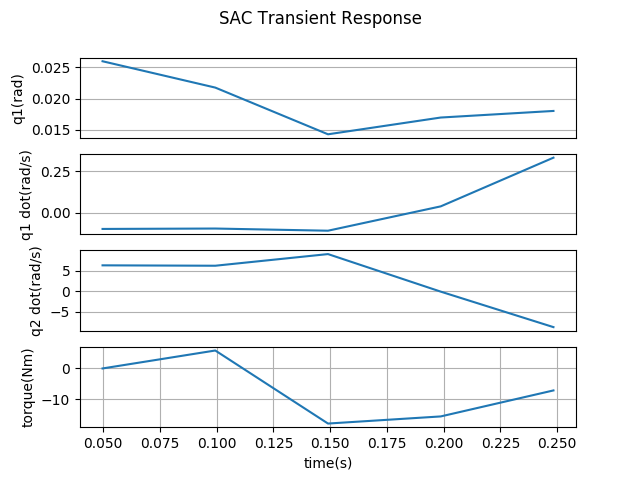 SAC Transient Response
q1(rad)
0.025
0.020
0.015
q1 dot(rad/s)
0.25
0.00
q2 dot(rad/s)
5
0
−5
torque(Nm)
0
−10
0.050 0.075 0.100 0.125 0.150 0.175 0.200 0.225 0.250
time(s)